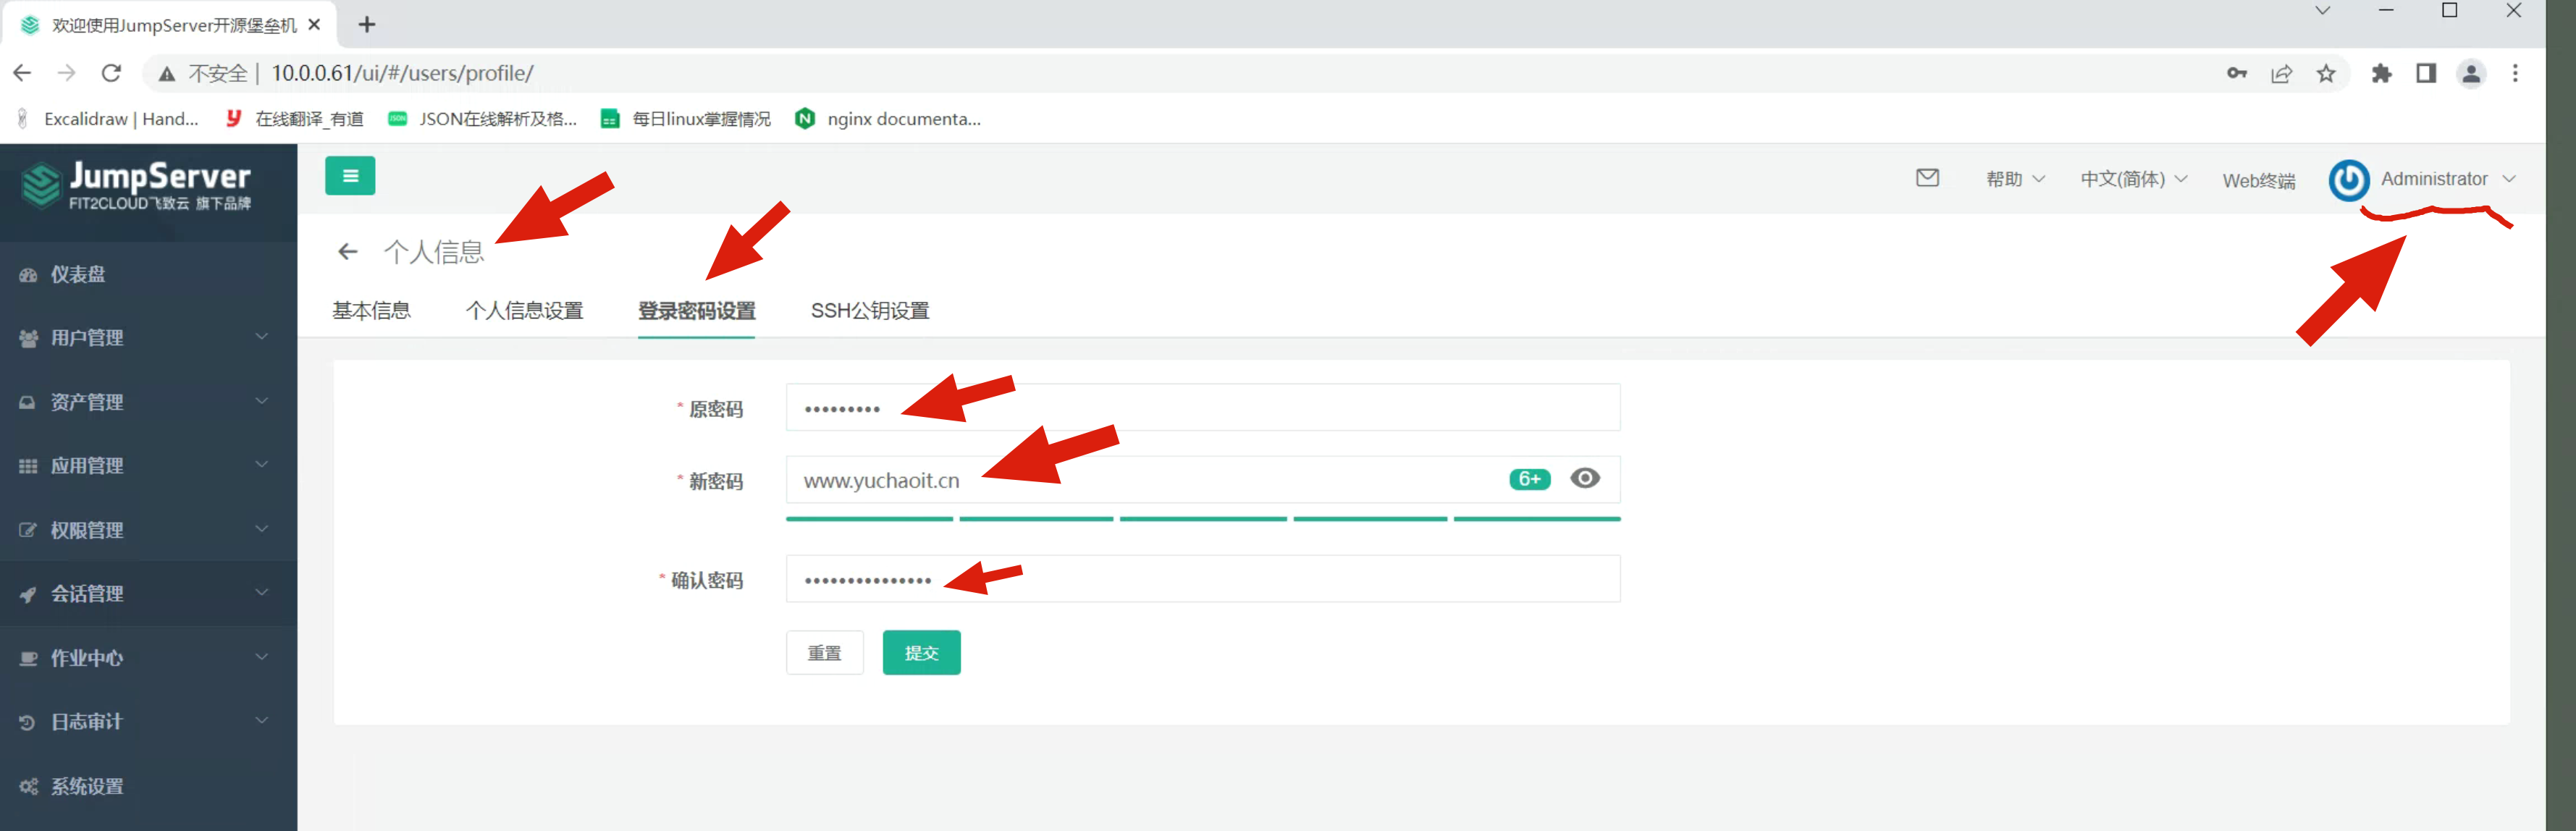 欢迎使用JumpServer开源堡垒机
不安全 | 10.0.0.61/ui/#/users/profile/
Excalidraw | Hand... 在线翻译_有道 JSON在线解析及格... 每日linux掌握情况 nginx documenta...
JumpServer
FIT2CLOUD飞致云 旗下品牌
帮助 中文(简体) Web终端 Administrator
个人信息
基本信息 个人信息设置 登录密码设置 SSH公钥设置
仪表盘
用户管理
资产管理
应用管理
权限管理
会话管理
作业中心
日志审计
系统设置
* 原密码 •••••••••
* 新密码 www.yuchaoit.cn 6+
* 确认密码 •••••••••••••••
重置 提交